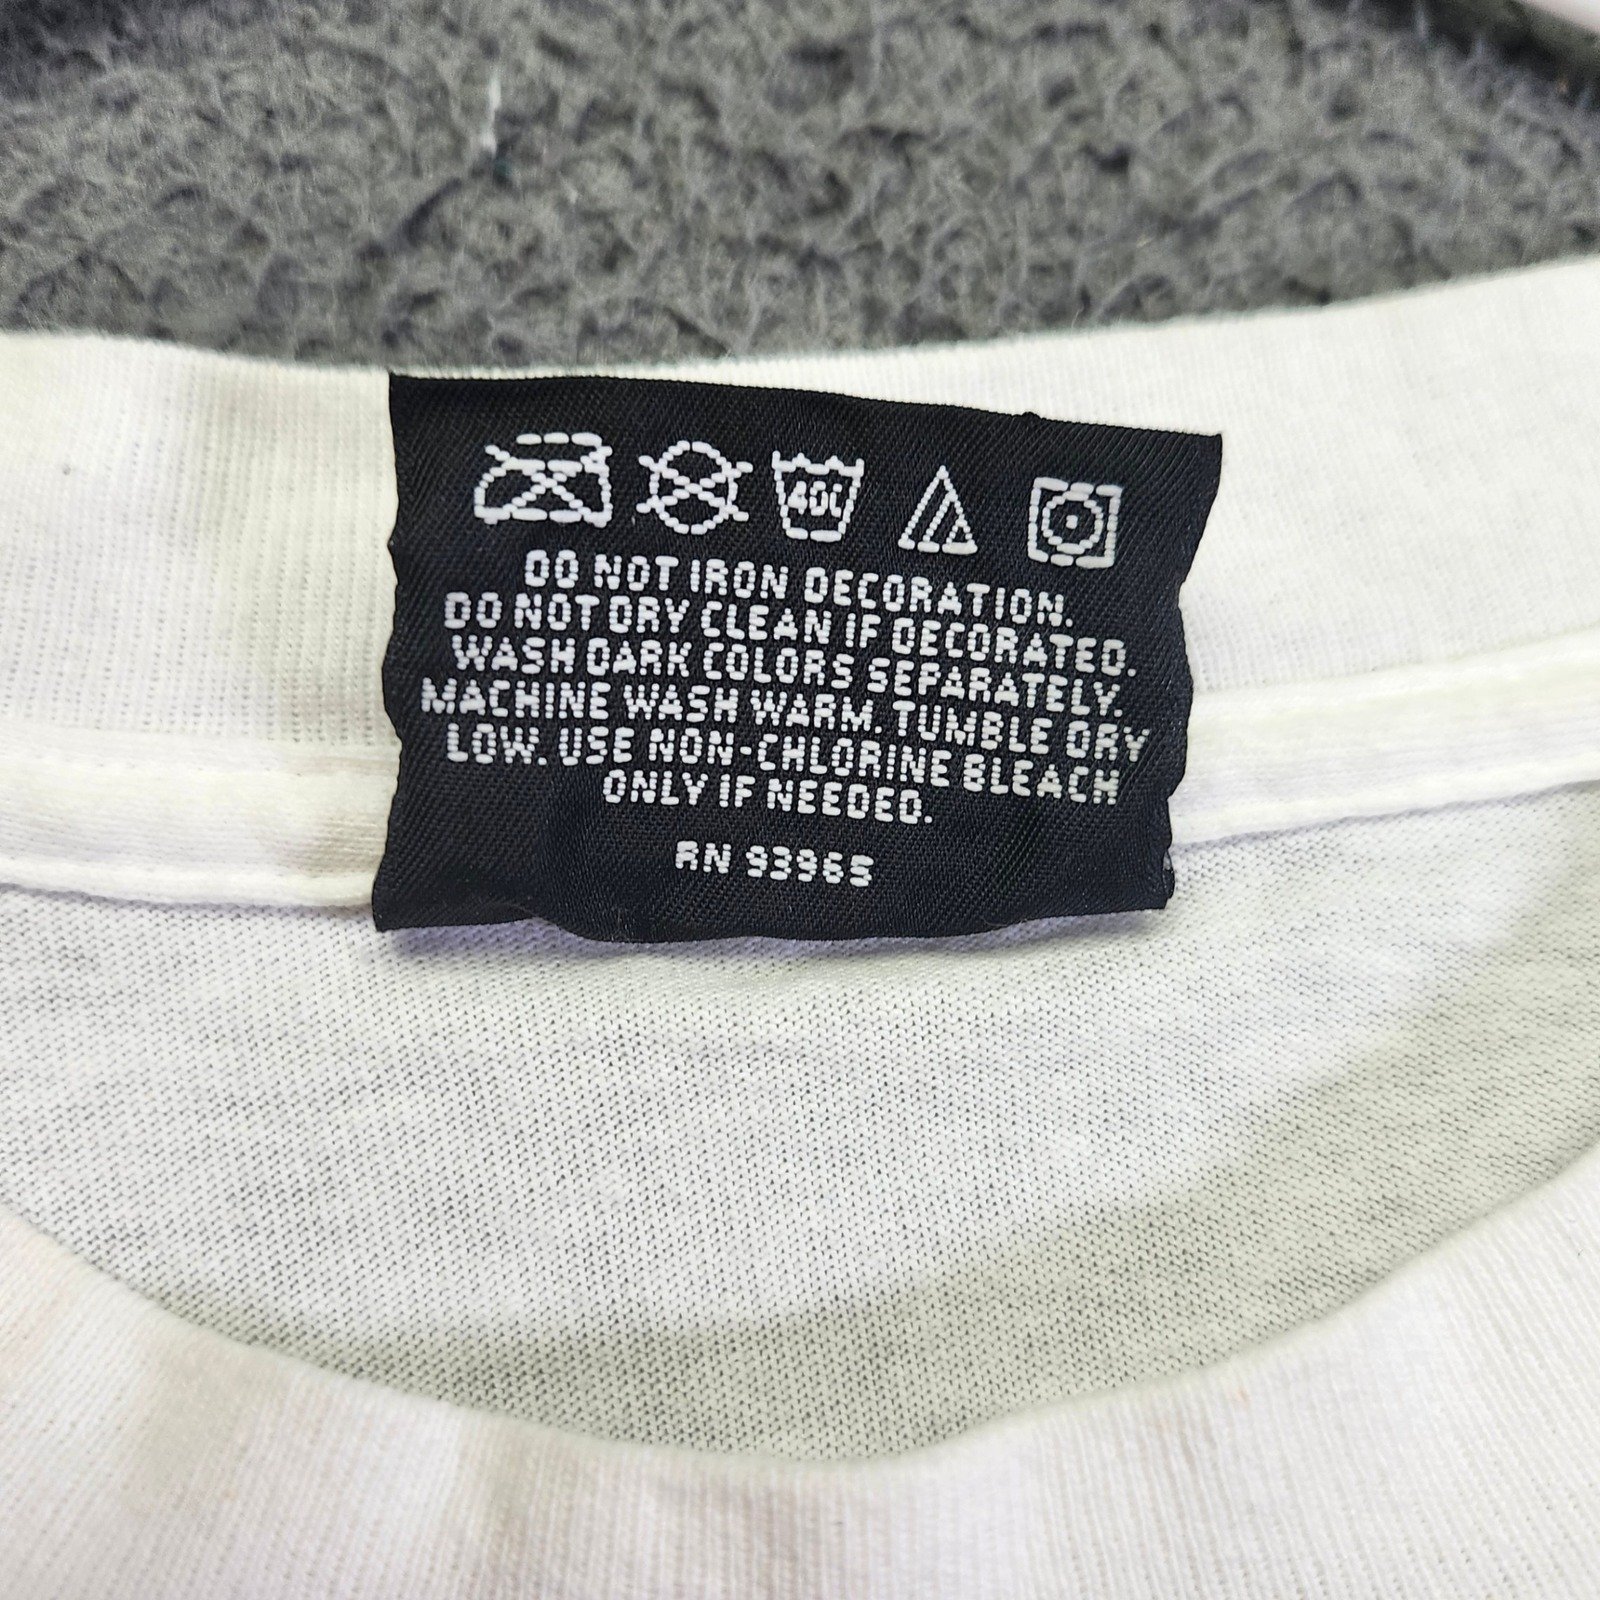 40c
DO NOT IRON DECORATION.
DO NOT DRY CLEAN IF DECORATED.
WASH DARK COLORS SEPARATELY.
MACHINE WASH WARM. TUMBLE DRY
LOW. USE NON-CHLORINE BLEACH
ONLY IF NEEDED.
RN 93965